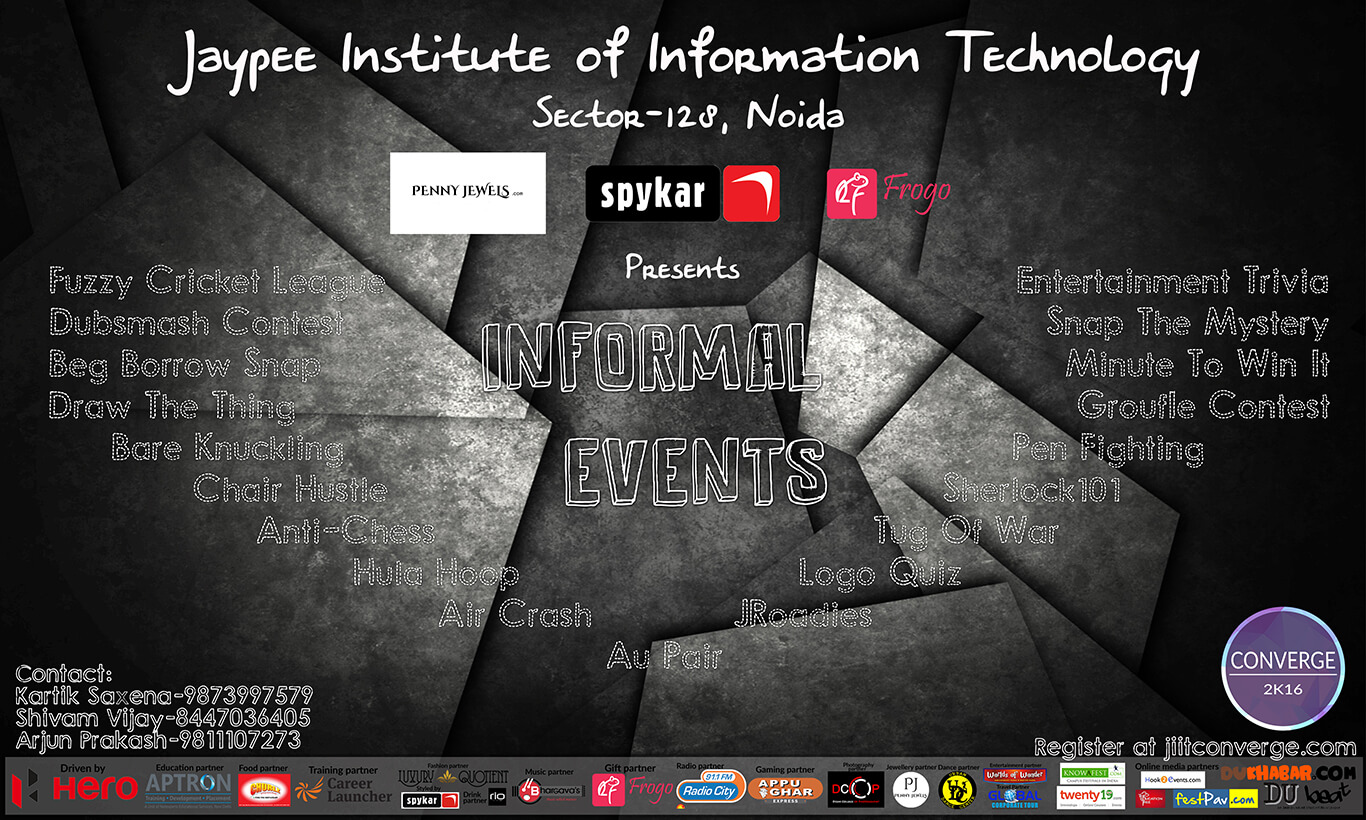 Jaypee Institute of Information Technology
Sector-128, Noida
PENNY JEWELS .COM
spykar
Frogo
Presents
INFORMAL
EVENTS
Fuzzy Cricket League
Dubsmash Contest
Beg Borrow Snap
Draw The Thing
Bare Knuckling
Chair Hustle
Anti-Chess
Hula Hoop
Air Crash
Au Pair
Entertainment Trivia
Snap The Mystery
Minute To Win It
Groufie Contest
Pen Fighting
Sherlock101
Tug Of War
Logo Quiz
JRoadies
Contact:
Kartik Saxena-9873997579
Shivam Vijay-8447036405
Arjun Prakash-9811107273
CONVERGE
2K16
Register at jiitconverge.com
Driven by
Hero
Education partner
APTRON
Training • Development • Placement
Food partner
Training partner
Career
Launcher
Fashion partner
LUXURY QUOTIENT
Styled by
spykar
Drink
partner
rio
Music partner
Bhargava's
Gift partner
Frogo
Radio partner
91.1 FM
Radio City
Gaming partner
APPU
GHAR
EXPRESS
Photography
partner
DCOP
Jewellery partner
PJ
PENNY JEWELS
Dance partner
Entertainment partner
Worlds of Wonder
Travel Partner
GLOBAL
CORPORATE TOUR
KNOWAFEST.COM
twenty19.com
Online media partners
Hook2Events.com
festPav.com
DUKHABAR.COM
DU beat